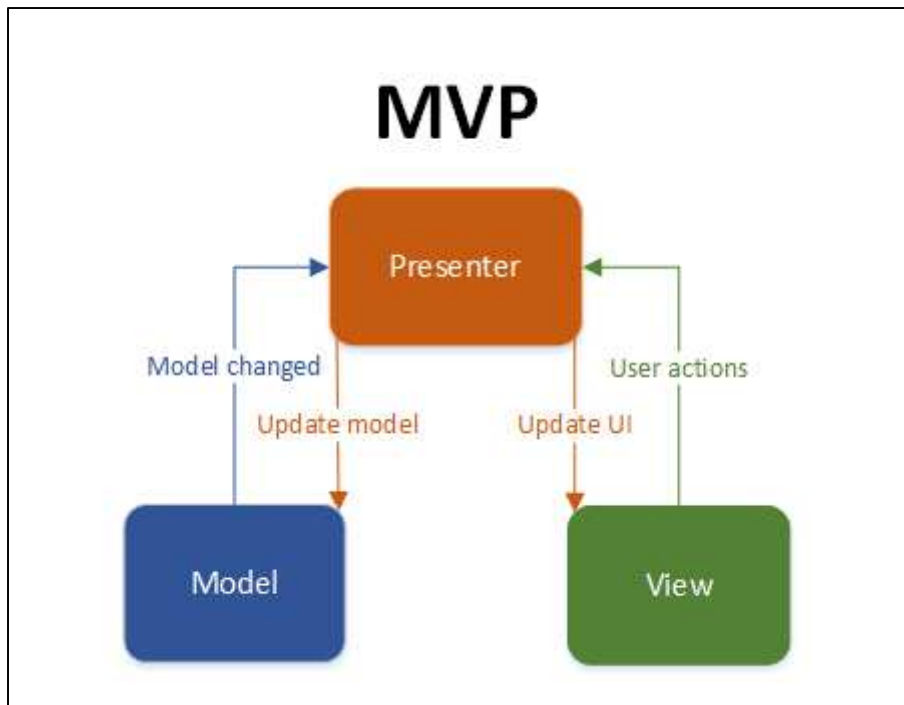 MVP
Presenter
Model changed
User actions
Update model
Update UI
Model
View